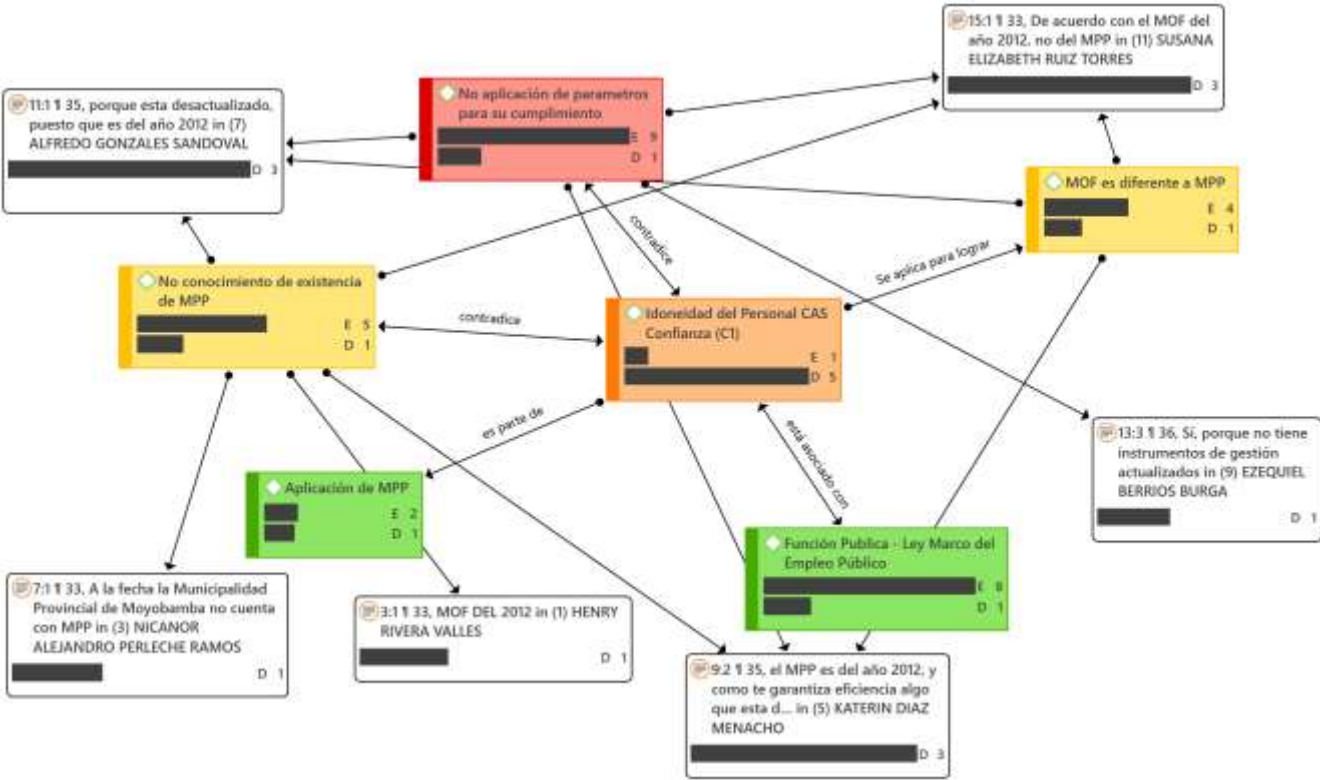 15:1 ¶ 33, De acuerdo con el MOF del
año 2012, no del MPP in (11) SUSANA
ELIZABETH RUIZ TORRES
D 3
No aplicación de parametros
para su cumplimiento
E 9
D 1
11:1 ¶ 35, porque esta desactualizado,
puesto que es del año 2012 in (7)
ALFREDO GONZALES SANDOVAL
D 3
MOF es diferente a MPP
E 4
D 1
contradice
Se aplica para lograr
No conocimiento de existencia
de MPP
E 5
D 1
contradice
Idoneidad del Personal CAS
Confianza (C1)
E 1
D 5
es parte de
está asociado con
13:3 ¶ 36, Sí, porque no tiene
instrumentos de gestión
actualizados in (9) EZEQUIEL
BERRIOS BURGA
D 1
Aplicación de MPP
E 2
D 1
Función Publica - Ley Marco del
Empleo Público
E 8
D 1
7:1 ¶ 33, A la fecha la Municipalidad
Provincial de Moyobamba no cuenta
con MPP in (3) NICANOR
ALEJANDRO PERLECHE RAMOS
D 1
3:1 ¶ 33, MOF DEL 2012 in (1) HENRY
RIVERA VALLES
D 1
9:2 ¶ 35, el MPP es del año 2012, y
como te garantiza eficiencia algo
que esta d... in (5) KATERIN DIAZ
MENACHO
D 3